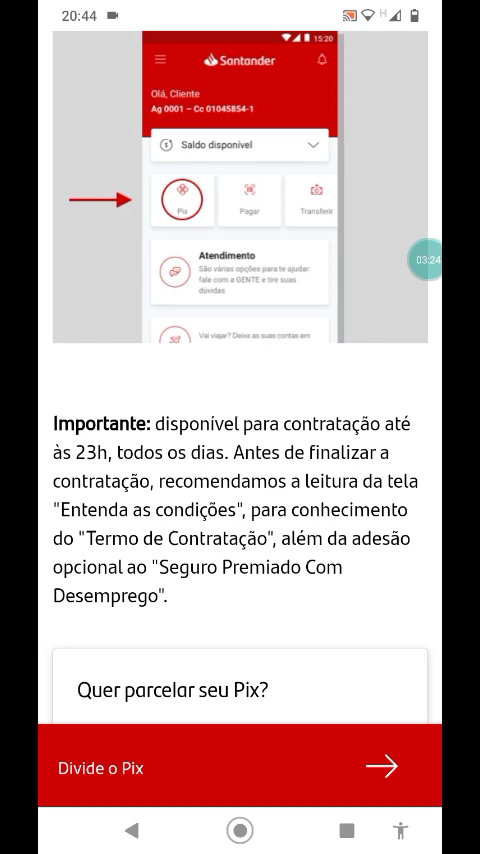 20:44
H
15:20
Santander
Olá, Cliente
Ag 0001 – Cc 01045854-1
Saldo disponível
Pix
Pagar
Transferir
Atendimento
São várias opções para te ajudar:
fale com a GENTE e tire suas
dúvidas
03:24
Vai viajar? Deixe as suas contas em
Importante: disponível para contratação até
às 23h, todos os dias. Antes de finalizar a
contratação, recomendamos a leitura da tela
"Entenda as condições", para conhecimento
do "Termo de Contratação", além da adesão
opcional ao "Seguro Premiado Com
Desemprego".
Quer parcelar seu Pix?
Divide o Pix